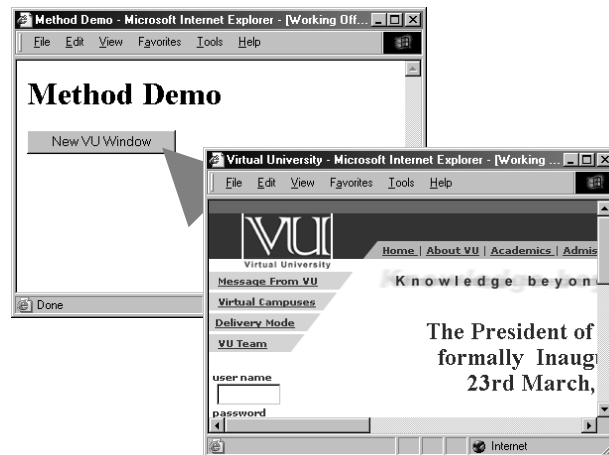 Method Demo - Microsoft Internet Explorer - [Working Off...
File Edit View Favorites Tools Help
Method Demo
New VU Window
Done
Virtual University - Microsoft Internet Explorer - [Working ...
File Edit View Favorites Tools Help
VU
Virtual University
Home | About VU | Academics | Admis
Message From VU
Virtual Campuses
Delivery Mode
VU Team
Knowledge beyon
The President of
formally Inaug
23rd March,
user name
password
Internet